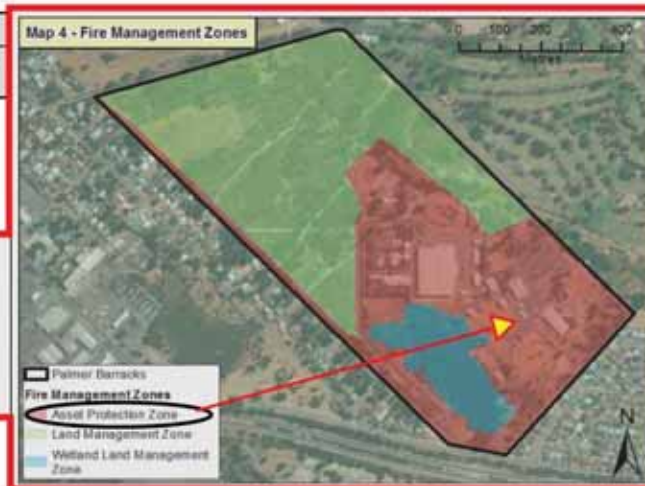 Map 4 - Fire Management Zones
0 100 200 400
Metres
Palmer Barracks
Fire Management Zones
Asset Protection Zone
Land Management Zone
Wetland Land Management
Zone
N